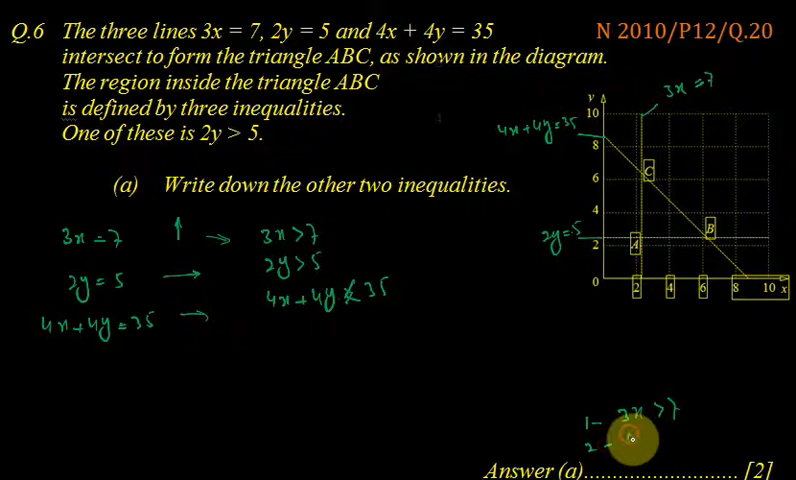 Q.6 The three lines 3x = 7, 2y = 5 and 4x + 4y = 35
N 2010/P12/Q.20
intersect to form the triangle ABC, as shown in the diagram.
The region inside the triangle ABC
is defined by three inequalities.
One of these is 2y > 5.
(a) Write down the other two inequalities.
3x = 7 ↑ → 3x > 7
2y = 5 → 2y > 5
4x + 4y = 35 → 4x + 4y < 35
3x = 7
4x + 4y = 35
2y = 5
y
10
8
6
4
2
0
2 4 6 8 10 x
C
B
A
1 – 3x > 7
2 –
Answer (a).......................... [2]